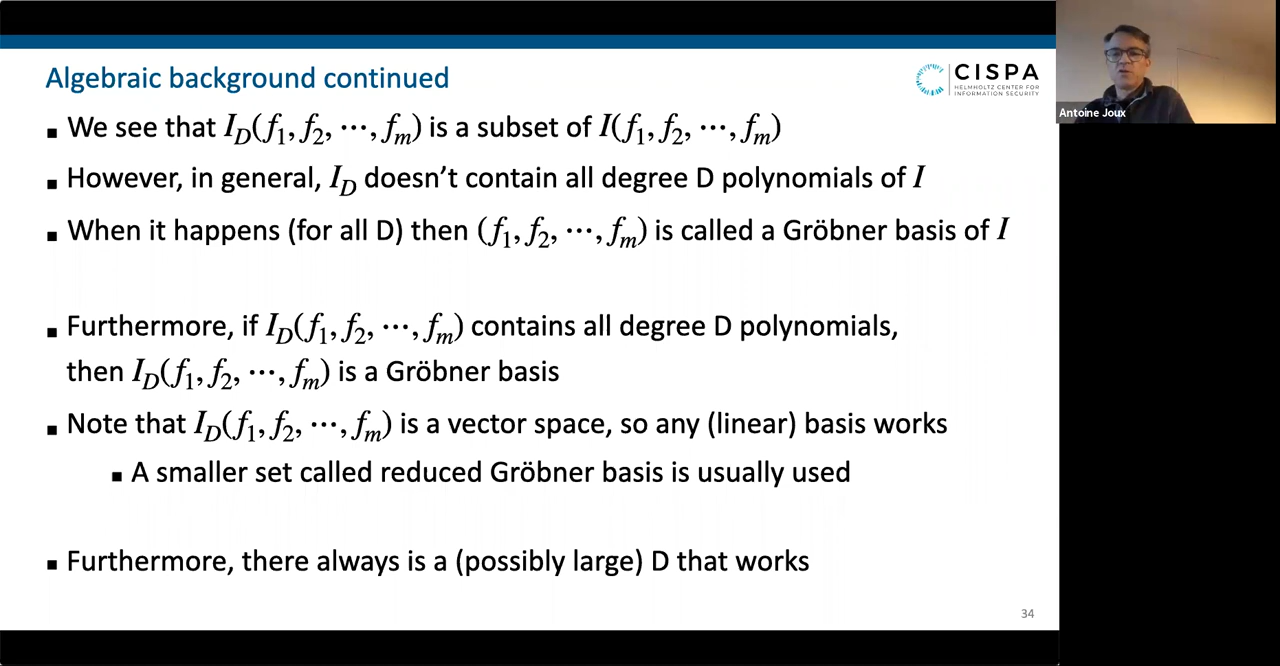 Algebraic background continued
CISPA
HELMHOLTZ CENTER FOR
INFORMATION SECURITY
Antoine Joux
▪ We see that I_D(f_1, f_2, ⋯, f_m) is a subset of I(f_1, f_2, ⋯, f_m)
▪ However, in general, I_D doesn’t contain all degree D polynomials of I
▪ When it happens (for all D) then (f_1, f_2, ⋯, f_m) is called a Gröbner basis of I
▪ Furthermore, if I_D(f_1, f_2, ⋯, f_m) contains all degree D polynomials,
then I_D(f_1, f_2, ⋯, f_m) is a Gröbner basis
▪ Note that I_D(f_1, f_2, ⋯, f_m) is a vector space, so any (linear) basis works
▪ A smaller set called reduced Gröbner basis is usually used
▪ Furthermore, there always is a (possibly large) D that works
34